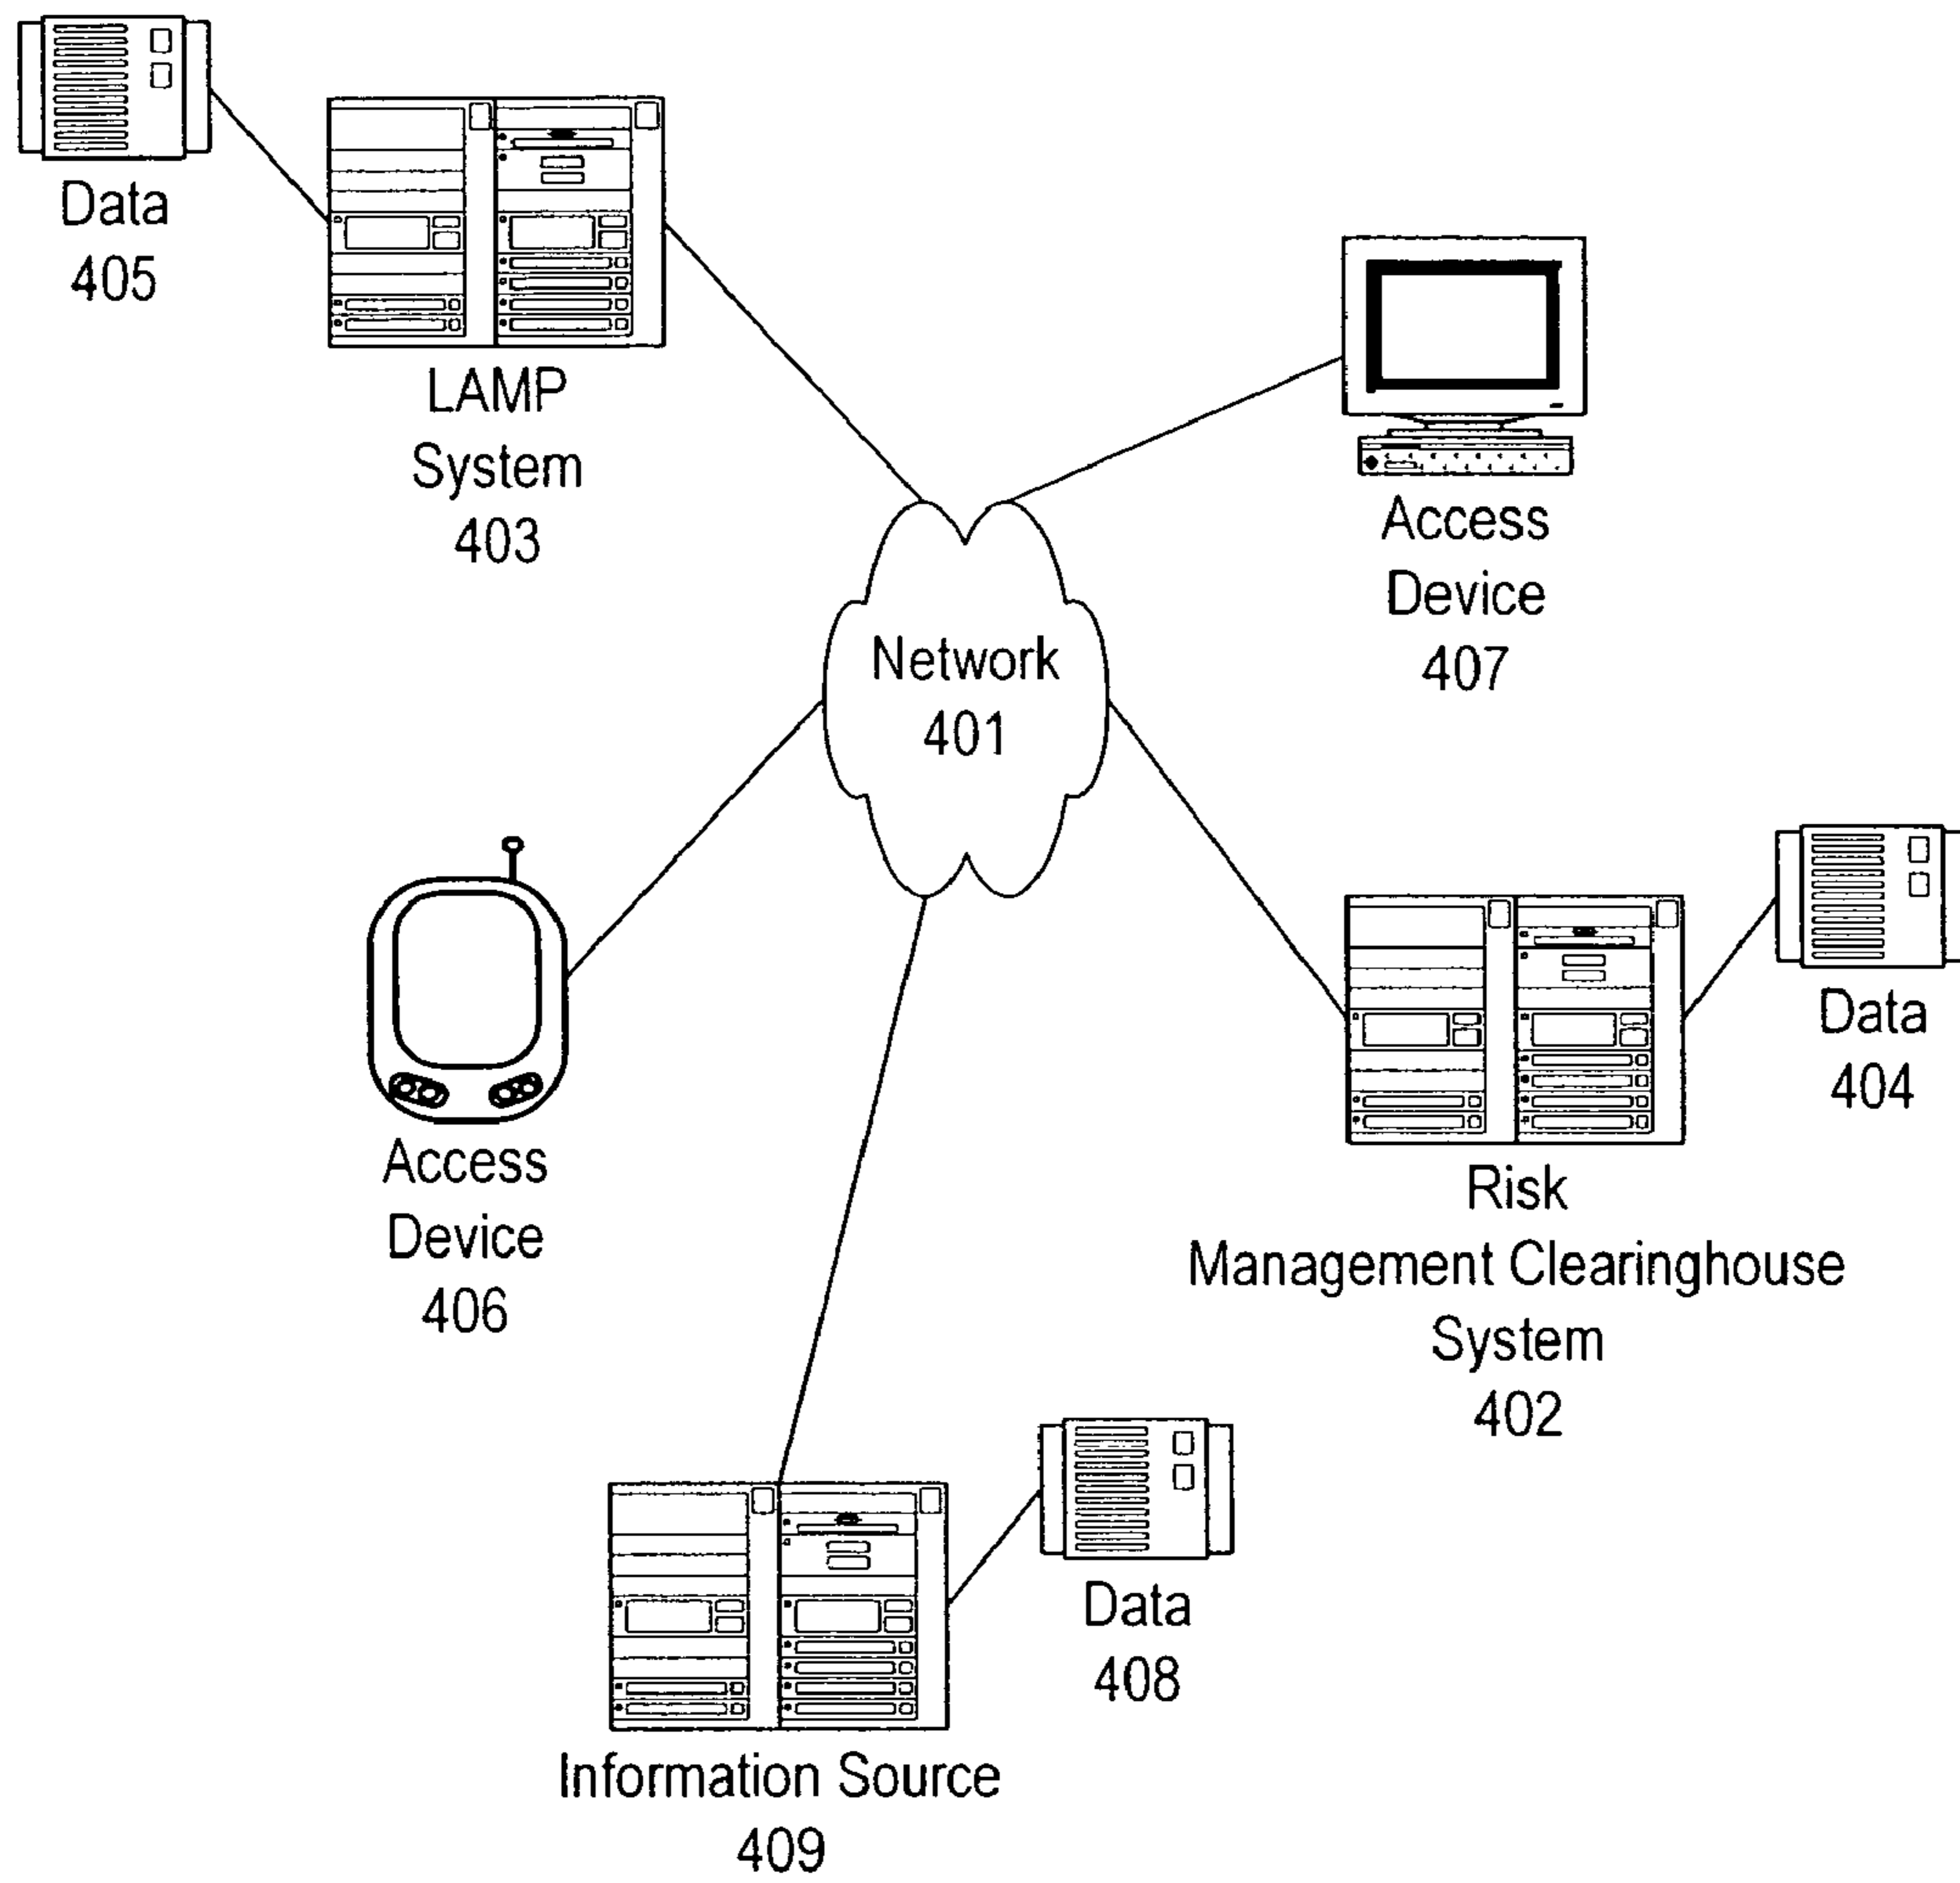 Data
405
LAMP
System
403
Access
Device
407
Network
401
Data
404
Access
Device
406
Risk
Management Clearinghouse
System
402
Data
408
Information Source
409